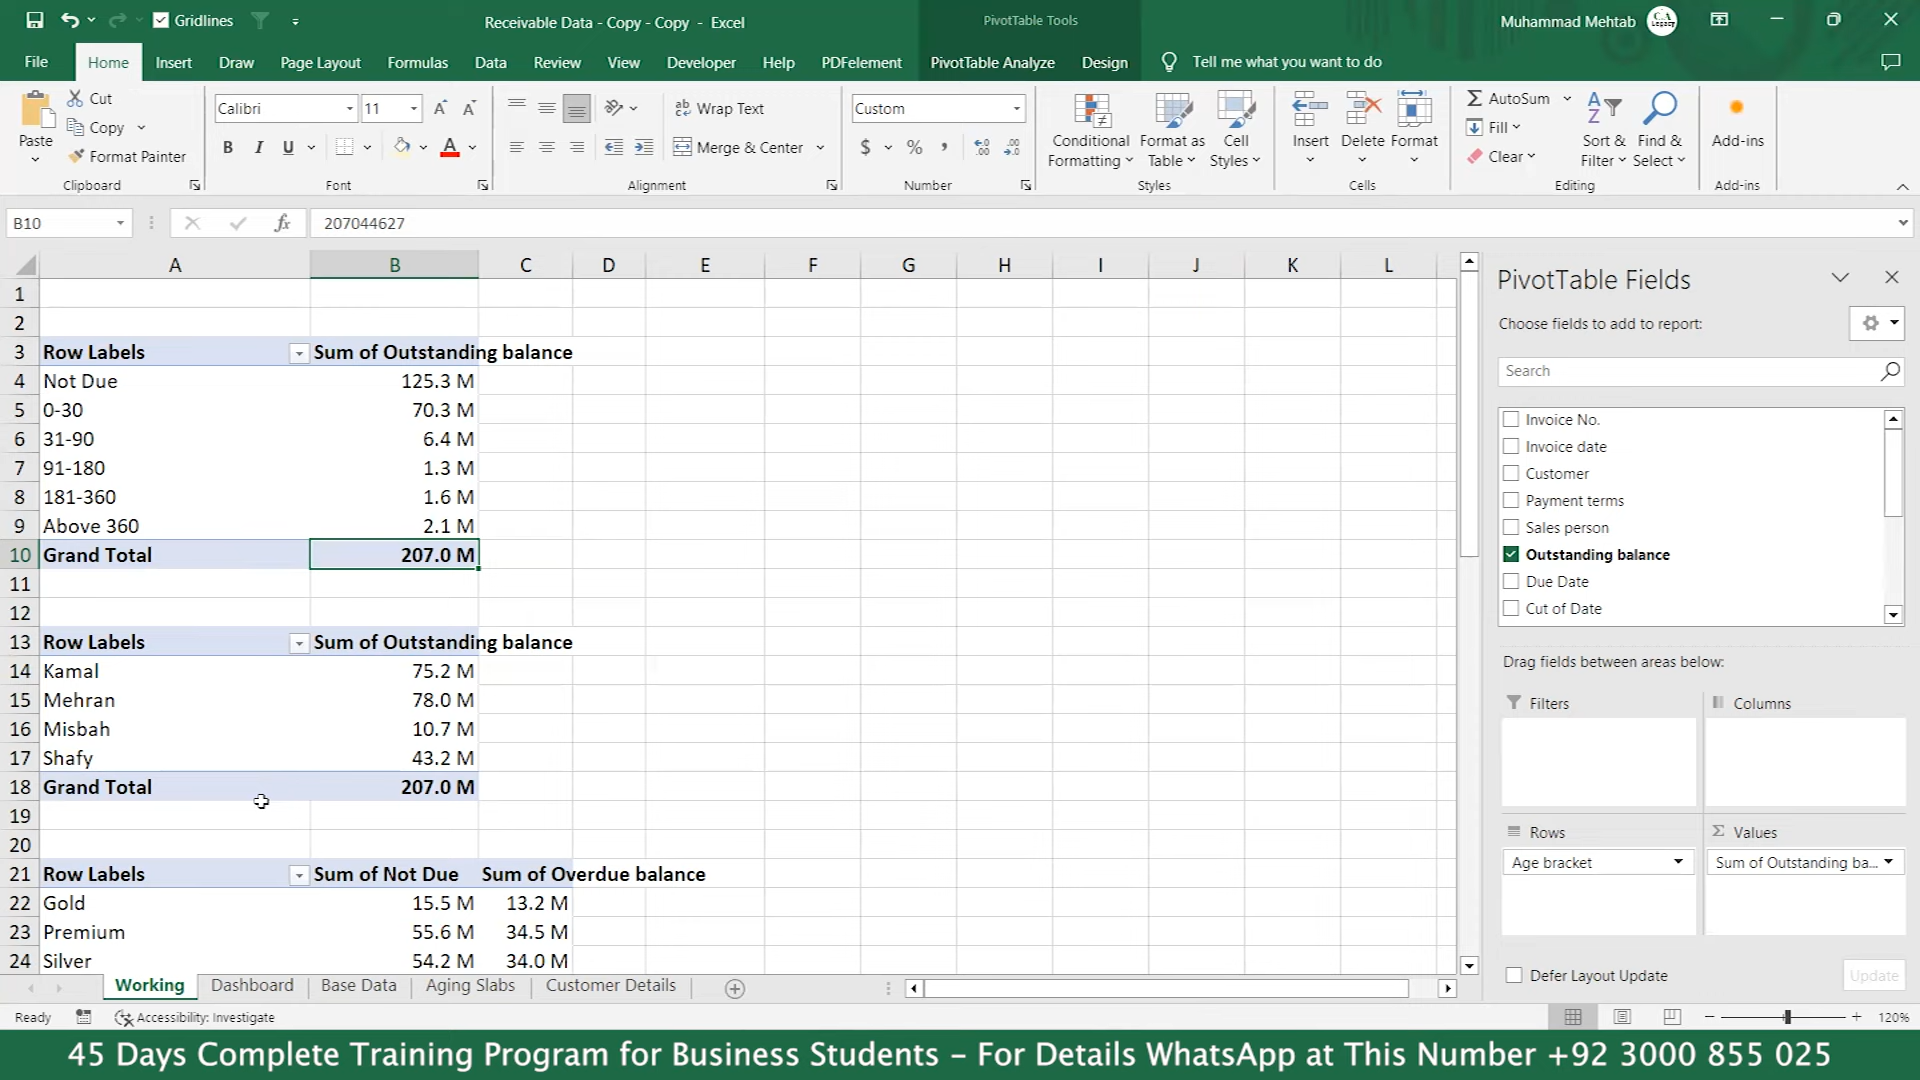 Gridlines
Receivable Data - Copy - Copy - Excel
PivotTable Tools
Muhammad Mehtab
File Home Insert Draw Page Layout Formulas Data Review View Developer Help PDFelement PivotTable Analyze Design Tell me what you want to do
Paste
Cut
Copy
Format Painter
Clipboard
Calibri 11
B I U A
Font
Wrap Text
Merge & Center
Alignment
Custom
$ % ,
Number
Conditional Formatting
Format as Table
Cell Styles
Styles
Insert Delete Format
Cells
AutoSum
Fill
Clear
Sort & Filter
Find & Select
Editing
Add-ins
Add-ins
B10 fx 207044627
A B C D E F G H I J K L
1
2
3 Row Labels Sum of Outstanding balance
4 Not Due 125.3 M
5 0-30 70.3 M
6 31-90 6.4 M
7 91-180 1.3 M
8 181-360 1.6 M
9 Above 360 2.1 M
10 Grand Total 207.0 M
11
12
13 Row Labels Sum of Outstanding balance
14 Kamal 75.2 M
15 Mehran 78.0 M
16 Misbah 10.7 M
17 Shafy 43.2 M
18 Grand Total 207.0 M
19
20
21 Row Labels Sum of Not Due Sum of Overdue balance
22 Gold 15.5 M 13.2 M
23 Premium 55.6 M 34.5 M
24 Silver 54.2 M 34.0 M
PivotTable Fields
Choose fields to add to report:
Search
Invoice No.
Invoice date
Customer
Payment terms
Sales person
Outstanding balance
Due Date
Cut of Date
Drag fields between areas below:
Filters Columns
Rows Values
Age bracket Sum of Outstanding ba...
Defer Layout Update Update
Working Dashboard Base Data Aging Slabs Customer Details
Ready Accessibility: Investigate 120%
45 Days Complete Training Program for Business Students – For Details WhatsApp at This Number +92 3000 855 025